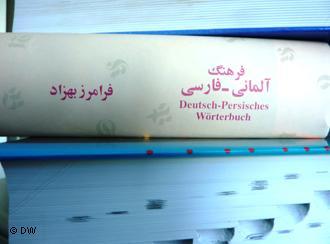 فرهنگ
آلمانی - فارسی
Deutsch-Persisches
Wörterbuch
فرامرز بهزاد
© DW